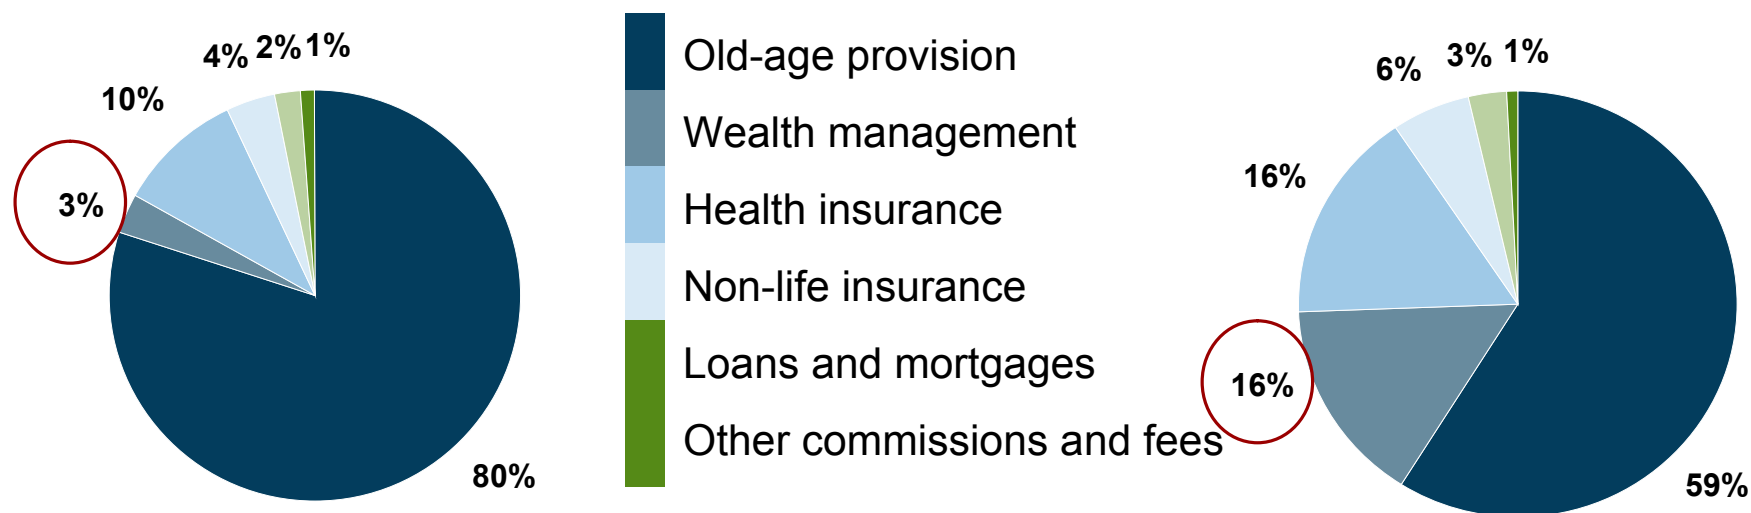 4% 2% 1%
10%
3%
80%
Old-age provision
Wealth management
Health insurance
Non-life insurance
Loans and mortgages
Other commissions and fees
6% 3% 1%
16%
16%
59%